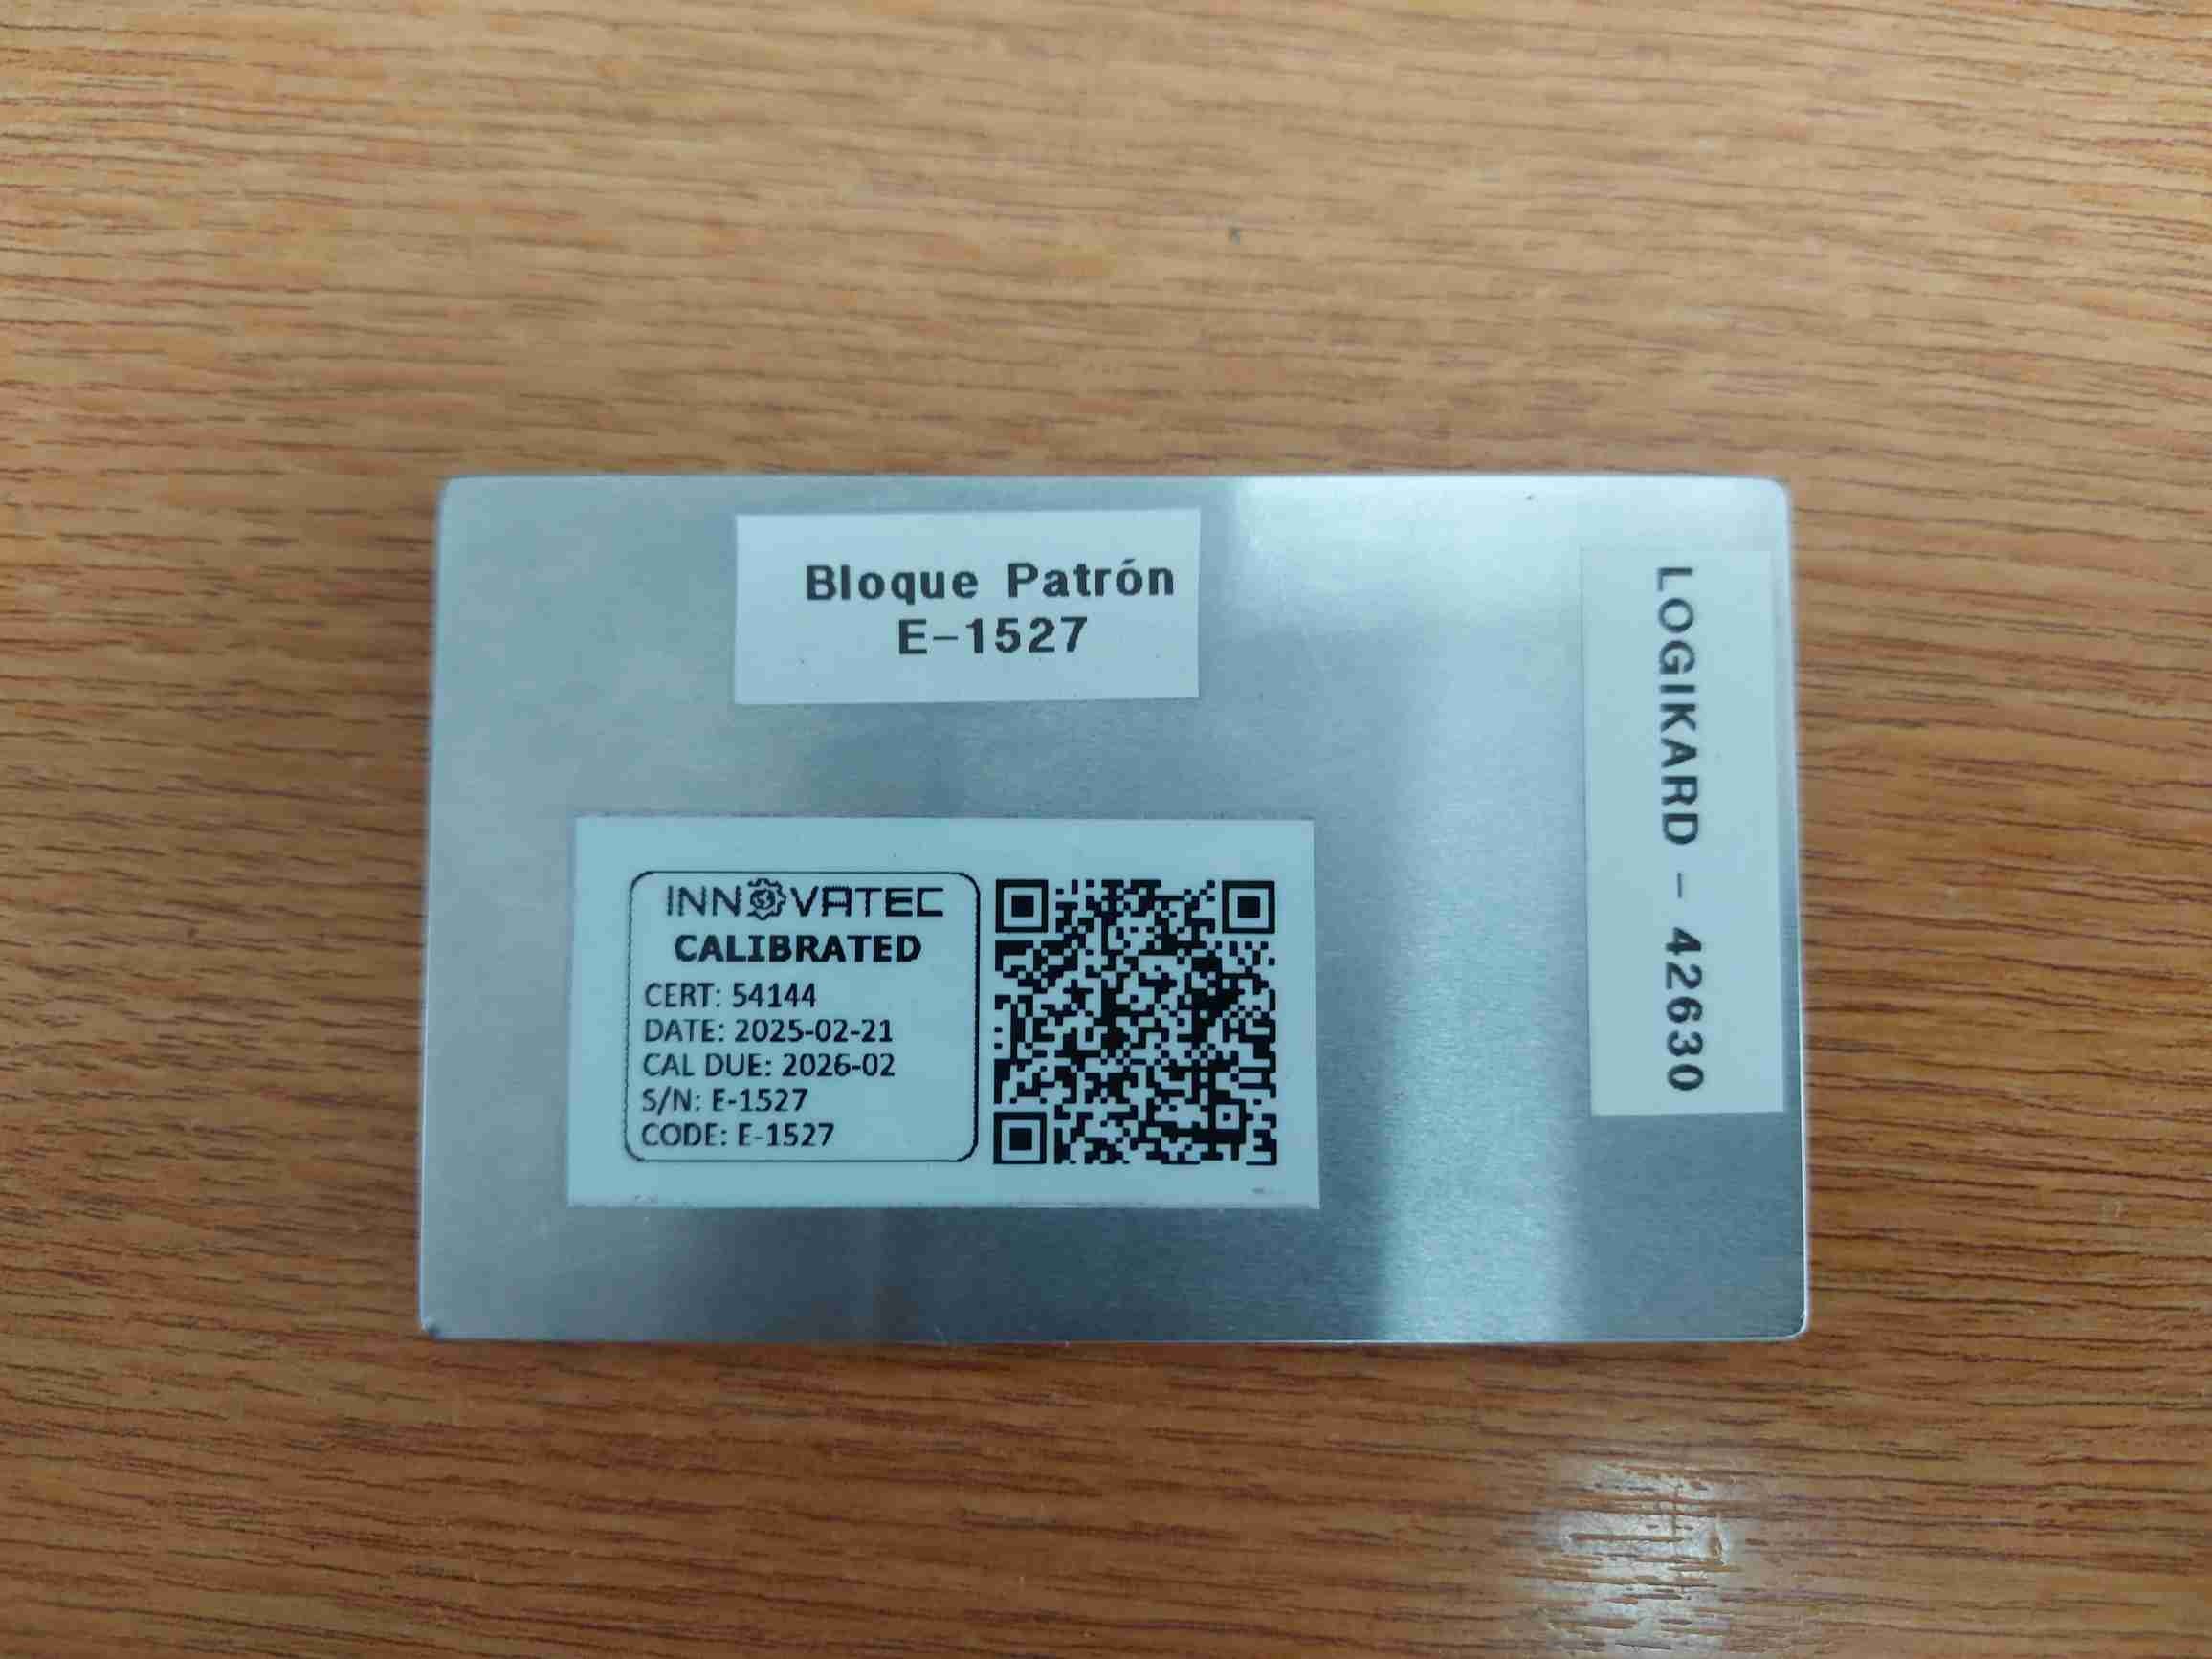 Bloque Patrón
E-1527
INNOVATEC
CALIBRATED
CERT: 54144
DATE: 2025-02-21
CAL DUE: 2026-02
S/N: E-1527
CODE: E-1527
LOGIKARD - 42630